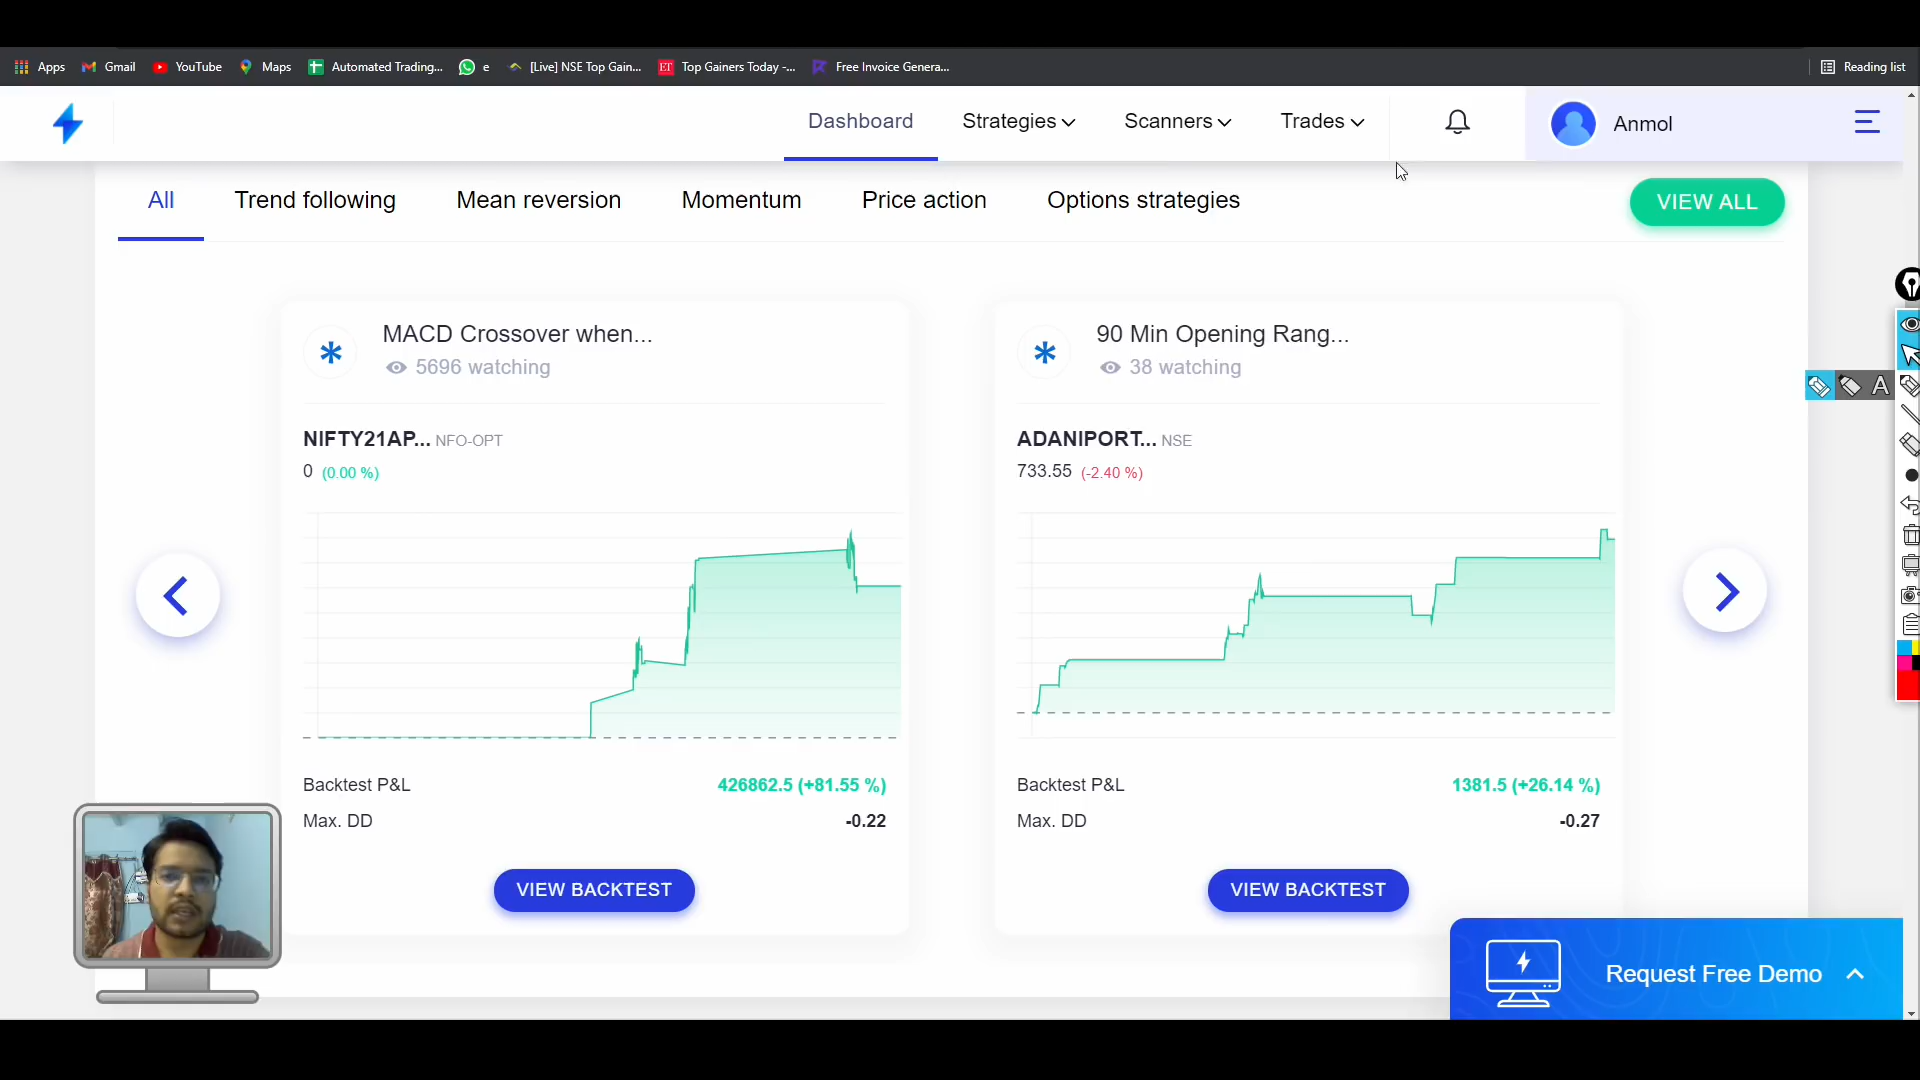 Apps
Gmail
YouTube
Maps
Automated Trading...
e
[Live] NSE Top Gain...
ET
Top Gainers Today -...
Free Invoice Genera...
Reading list
Dashboard
Strategies
Scanners
Trades
Anmol
All
Trend following
Mean reversion
Momentum
Price action
Options strategies
VIEW ALL
MACD Crossover when...
5696 watching
NIFTY21AP... NFO-OPT
0 (0.00 %)
Backtest P&L 426862.5 (+81.55 %)
Max. DD -0.22
VIEW BACKTEST
90 Min Opening Rang...
38 watching
ADANIPORT... NSE
733.55 (-2.40 %)
Backtest P&L 1381.5 (+26.14 %)
Max. DD -0.27
VIEW BACKTEST
A
Request Free Demo